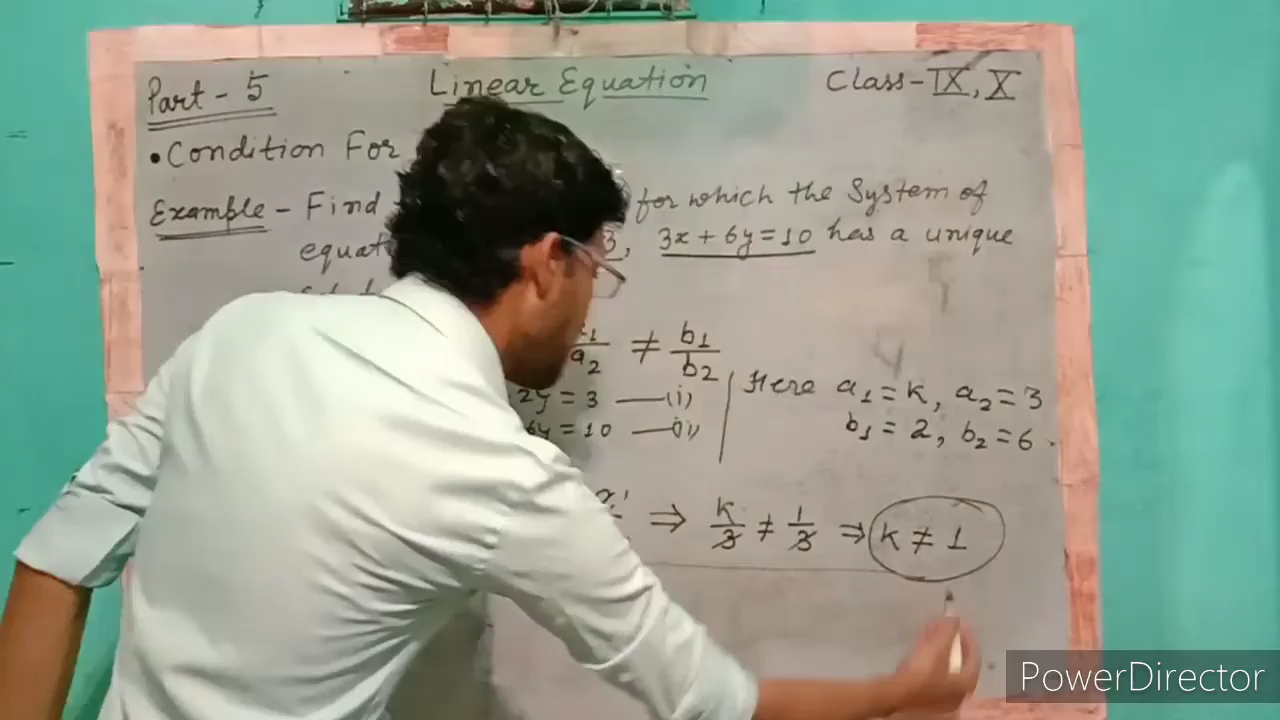 Part - 5
Linear Equation
Class - IX, X
• Condition For
Example - Find for which the System of
3, 3x + 6y = 10 has a unique
a2 ≠ b1/b2
2y = 3 —(i)
6y = 10 —(ii)
Here a1 = k, a2 = 3
b1 = 2, b2 = 6
⇒ k/3 ≠ 1/3 ⇒ k ≠ 1
PowerDirector